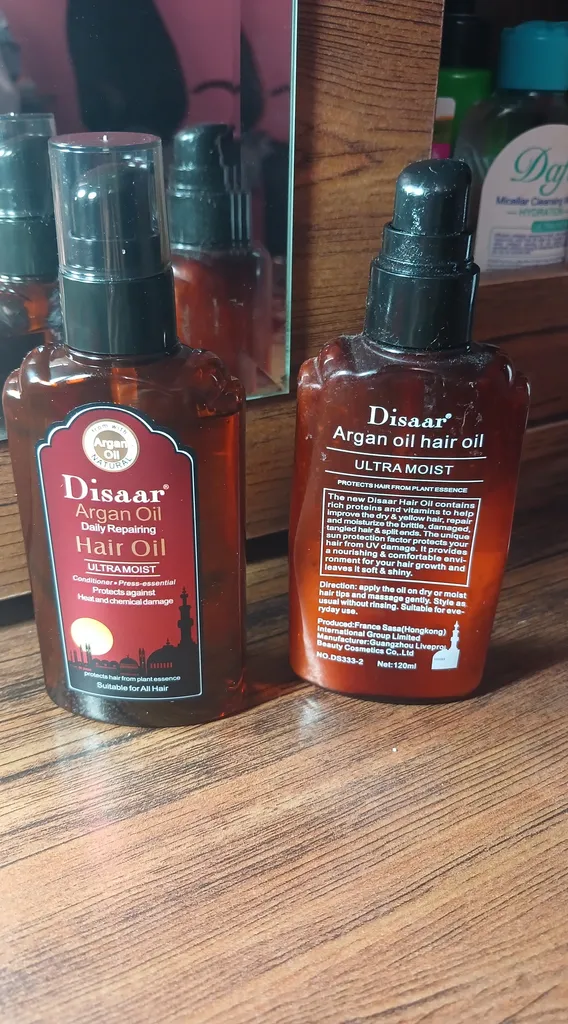 from with
Argan
Oil
NATURAL
Disaar®
Argan Oil
Daily Repairing
Hair Oil
ULTRA MOIST
Conditioner • Press-essential
Protects against
Heat and chemical damage
protects hair from plant essence
Suitable for All Hair
Disaar®
Argan oil hair oil
ULTRA MOIST
PROTECTS HAIR FROM PLANT ESSENCE
The new Disaar Hair Oil contains
rich proteins and vitamins to help
improve the dry & yellow hair, repair
and moisturize the brittle, damaged,
tangled hair & split ends. The unique
sun protection factor protects your
hair from UV damage. It provides
a nourishing & comfortable envi-
ronment for your hair growth and
leaves it soft & shiny.
Direction: apply the oil on dry or moist
hair tips and massage gently. Style as
usual without rinsing. Suitable for eve-
ryday use.
Produced:France Sasa(Hongkong)
International Group Limited
Manufacturer:Guangzhou Livepro
Beauty Cosmetics Co,.Ltd
NO.DS333-2 Net:120ml
Daf
Micellar Cleansing
HYDRATION